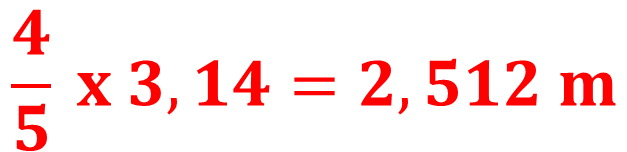 4/5 x 3,14 = 2,512 m